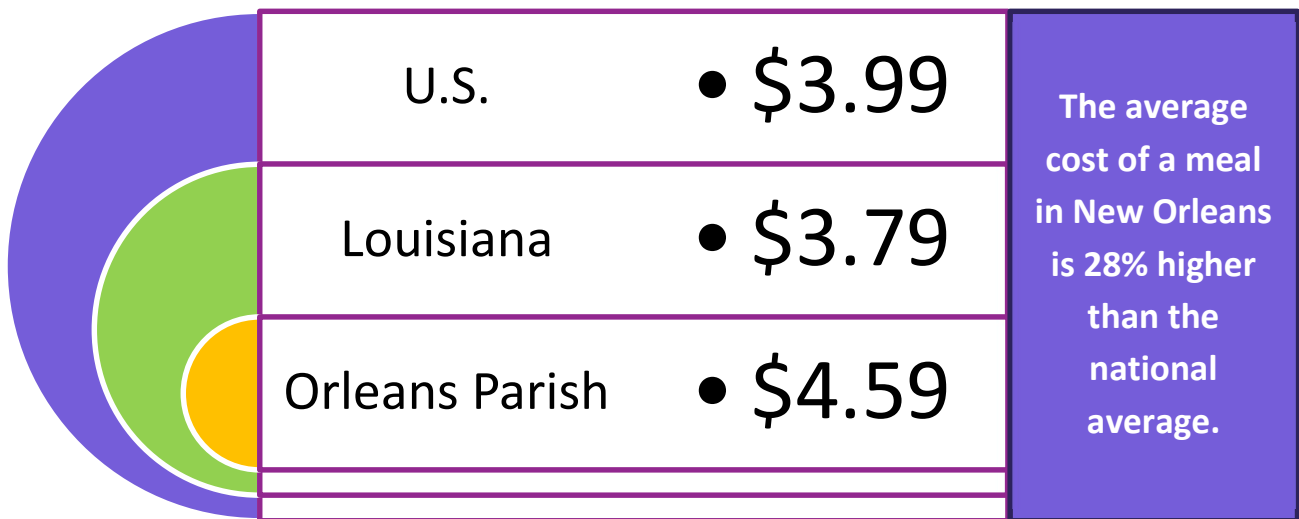 U.S. • $3.99
Louisiana • $3.79
Orleans Parish • $4.59
The average
cost of a meal
in New Orleans
is 28% higher
than the
national
average.